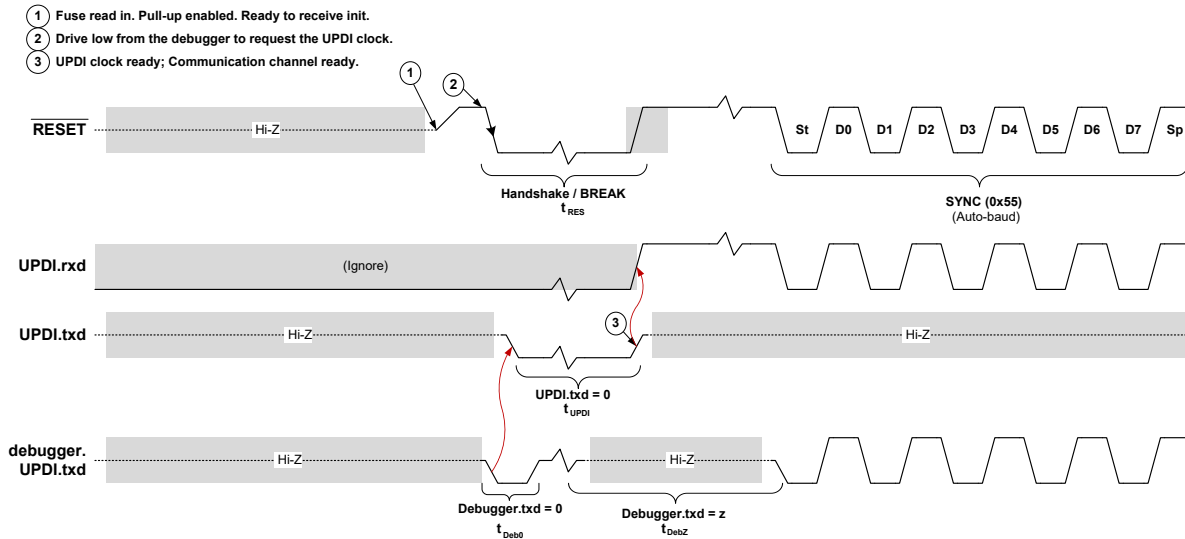 1 Fuse read in. Pull-up enabled. Ready to receive init.
2 Drive low from the debugger to request the UPDI clock.
3 UPDI clock ready; Communication channel ready.
1
2
RESET
Hi-Z
St D0 D1 D2 D3 D4 D5 D6 D7 Sp
Handshake / BREAK
tRES
SYNC (0x55)
(Auto-baud)
UPDI.rxd
(Ignore)
UPDI.txd
Hi-Z
3
Hi-Z
UPDI.txd = 0
tUPDI
debugger.
UPDI.txd
Hi-Z
Hi-Z
Debugger.txd = 0
tDeb0
Debugger.txd = z
tDebZ